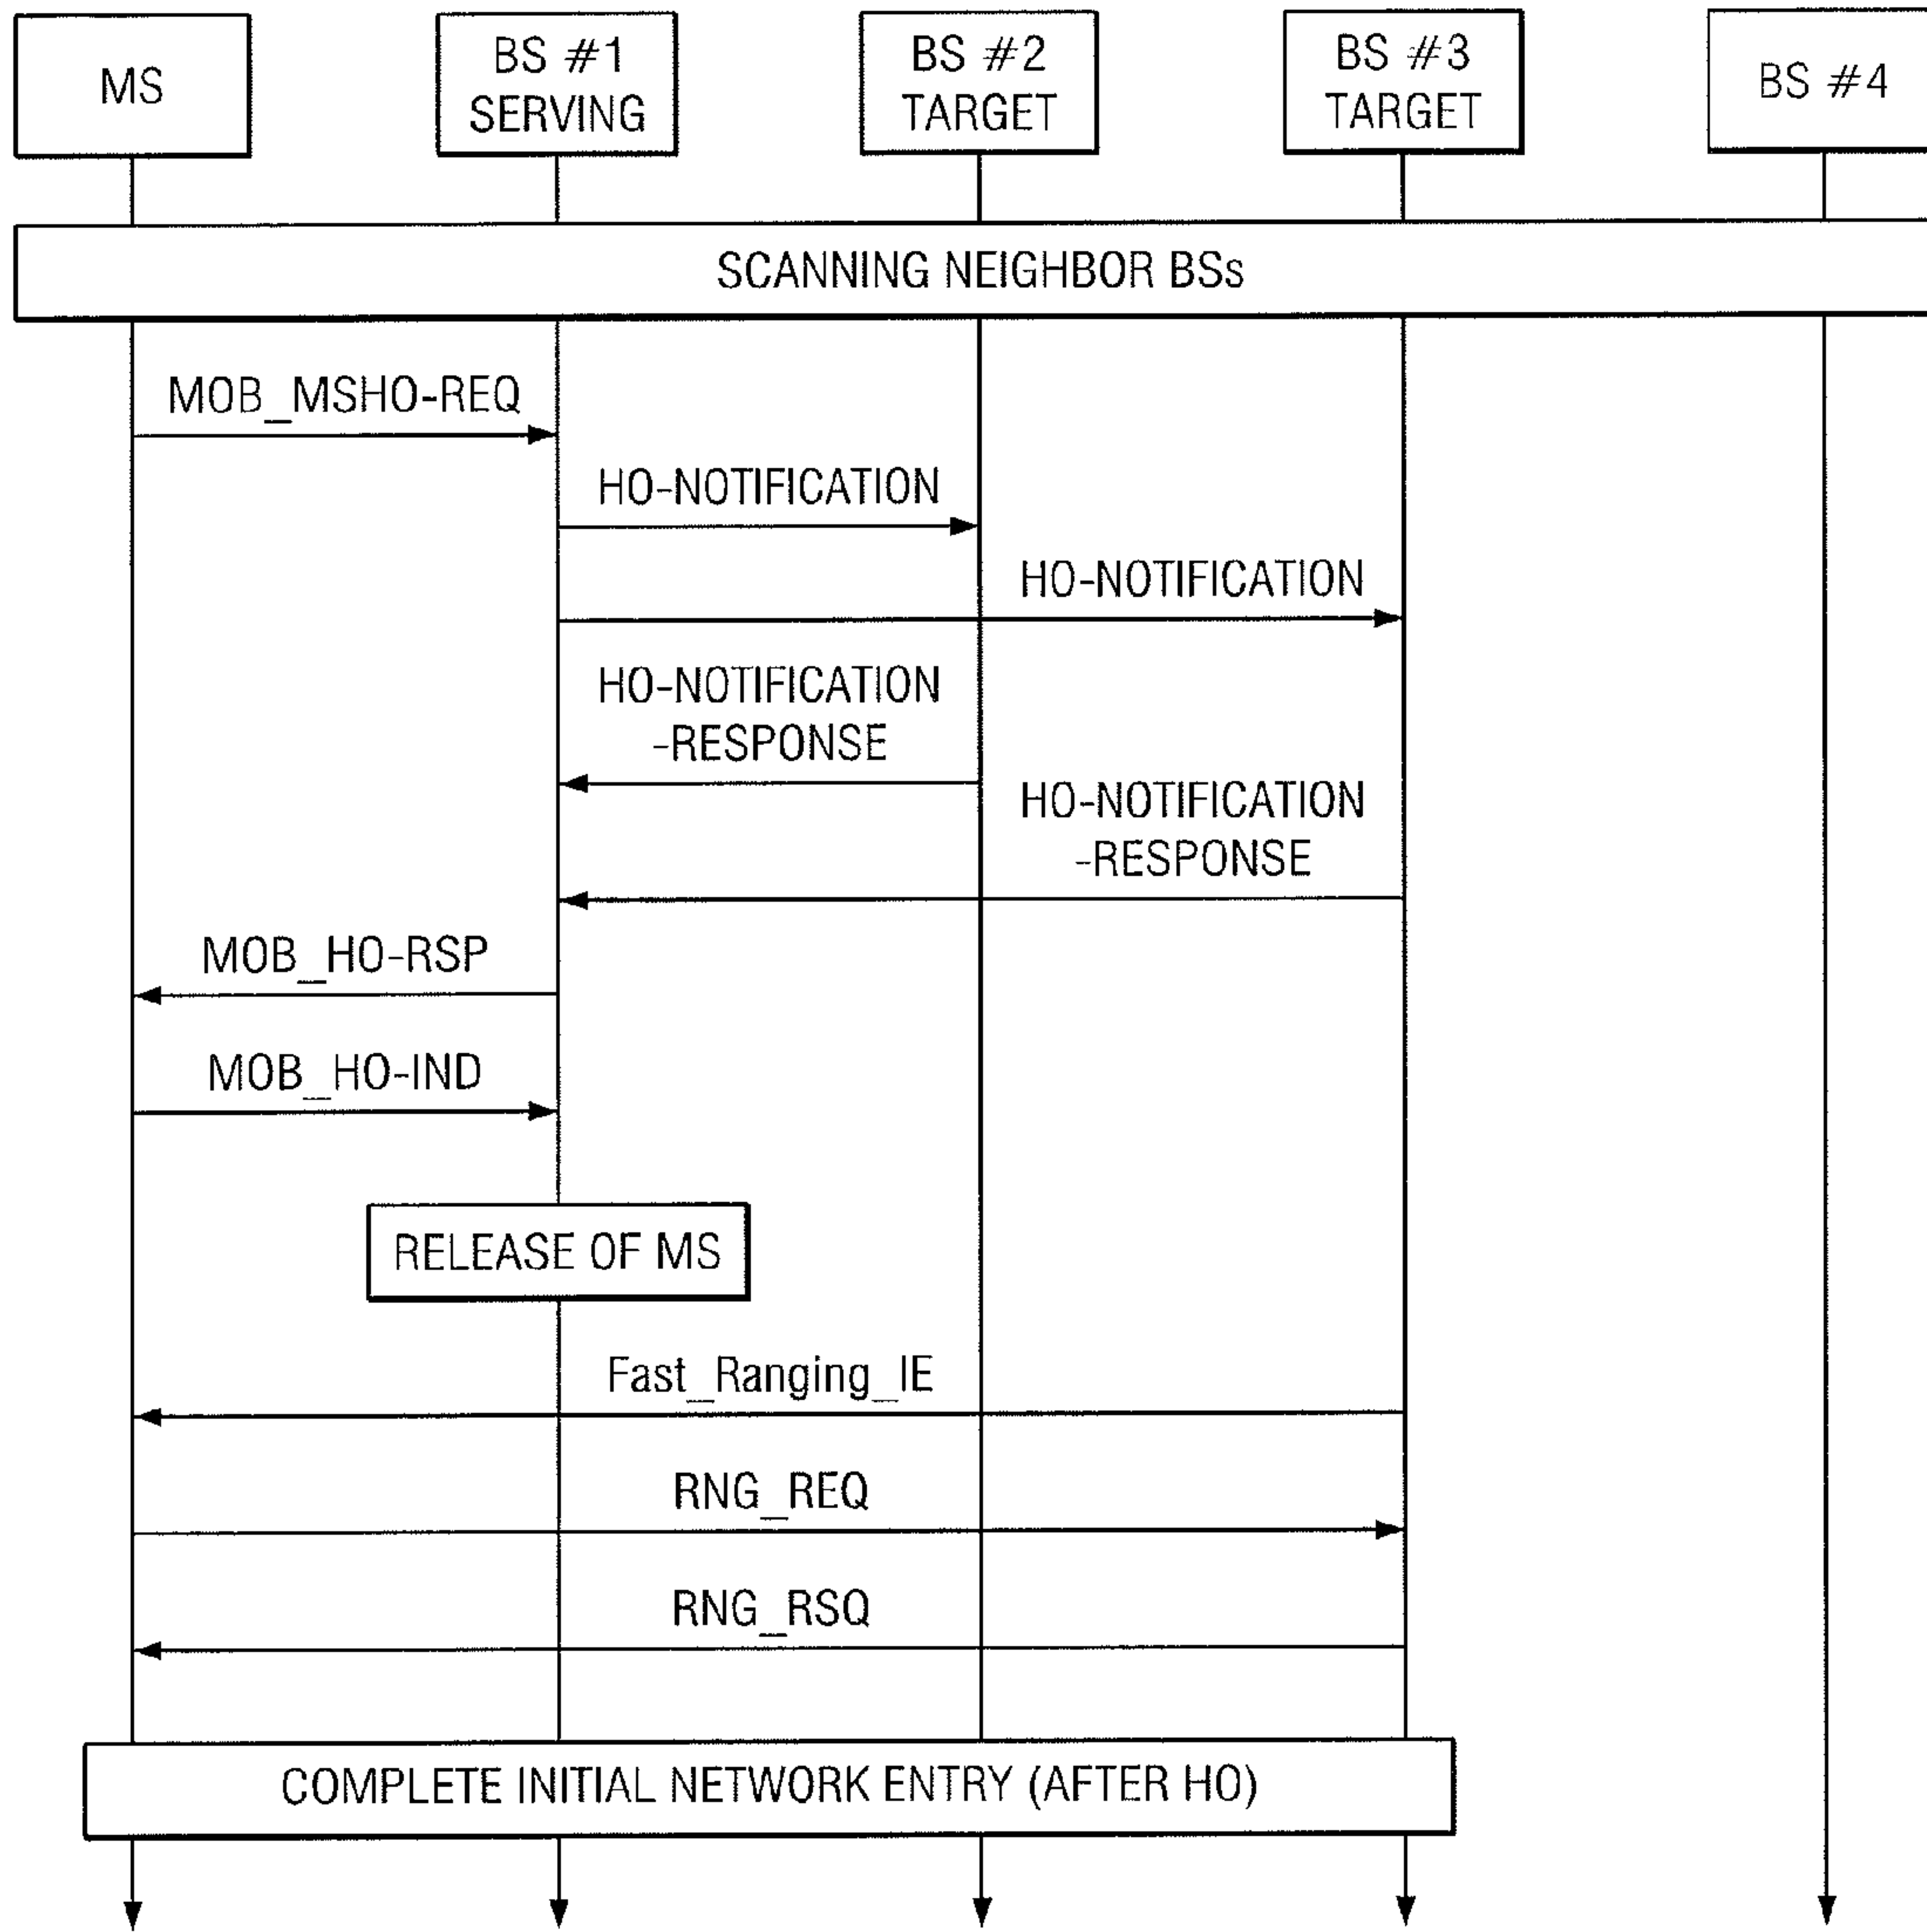 MS
BS #1
SERVING
BS #2
TARGET
BS #3
TARGET
BS #4
SCANNING NEIGHBOR BSs
MOB_MSHO-REQ
HO-NOTIFICATION
HO-NOTIFICATION
HO-NOTIFICATION
-RESPONSE
HO-NOTIFICATION
-RESPONSE
MOB_HO-RSP
MOB_HO-IND
RELEASE OF MS
Fast_Ranging_IE
RNG_REQ
RNG_RSQ
COMPLETE INITIAL NETWORK ENTRY (AFTER HO)